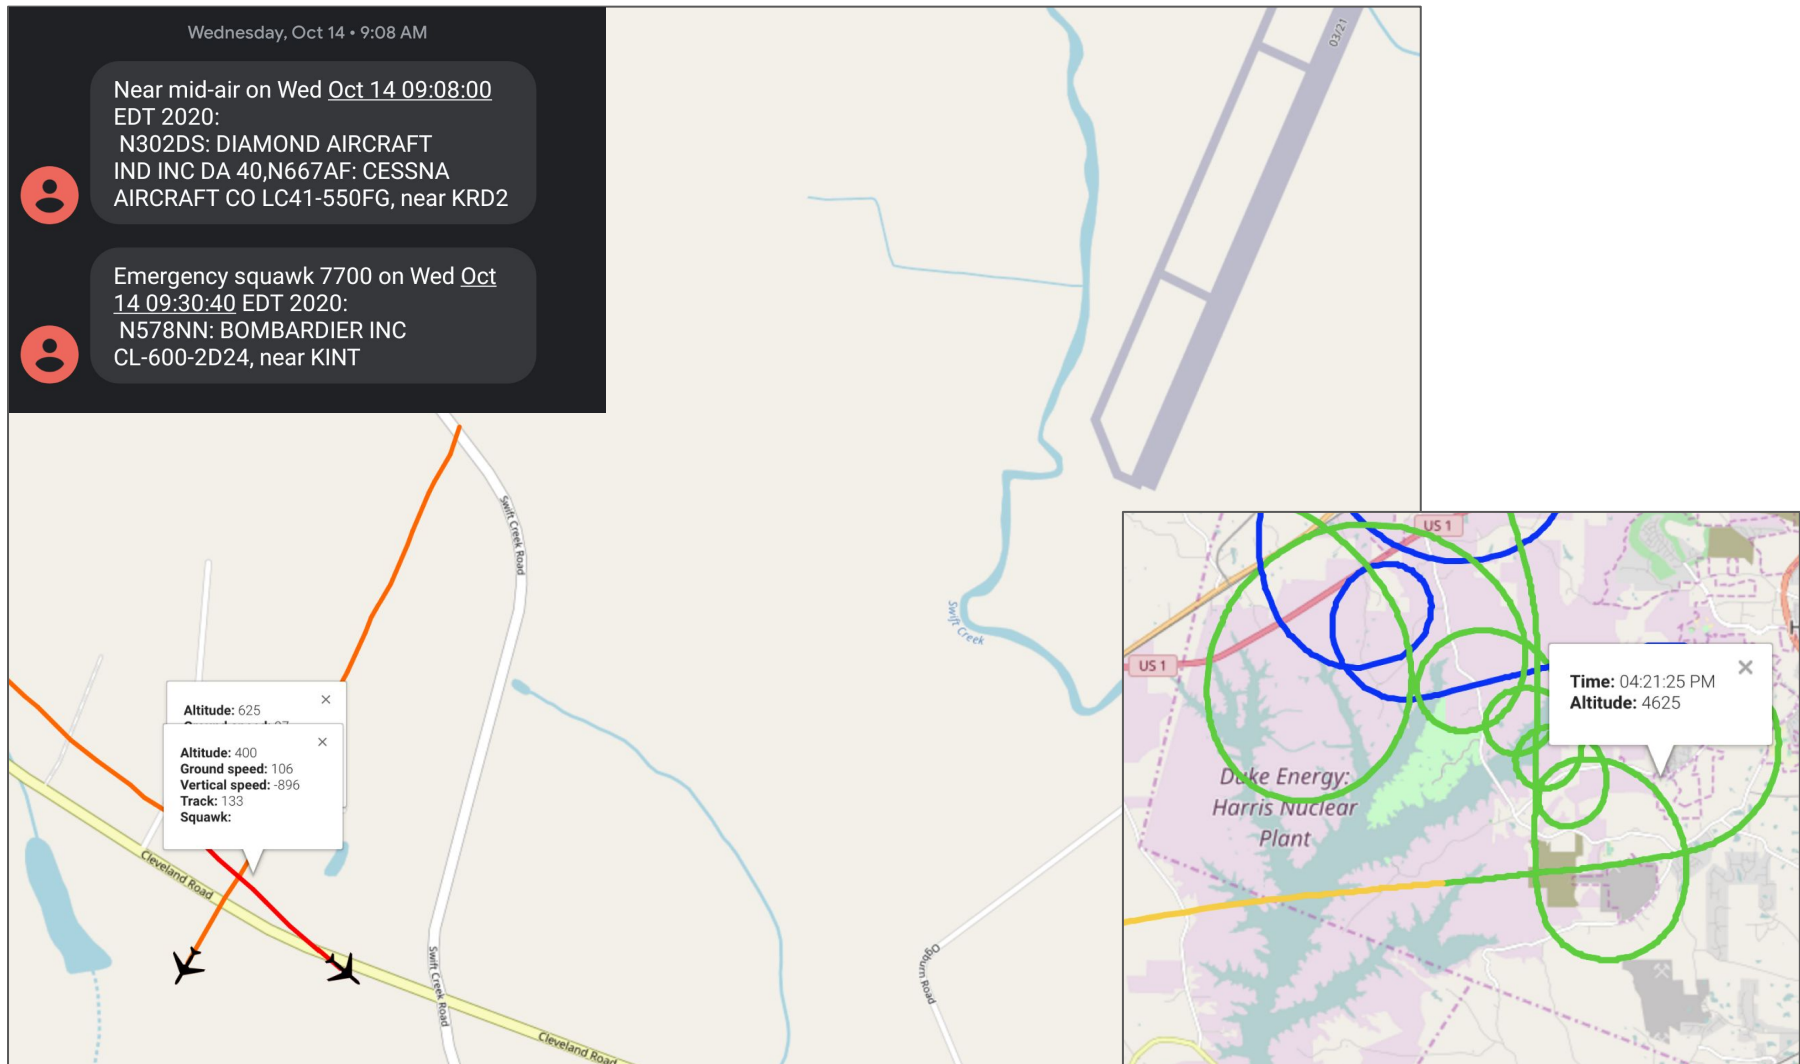 Wednesday, Oct 14 • 9:08 AM
Near mid-air on Wed Oct 14 09:08:00
EDT 2020:
N302DS: DIAMOND AIRCRAFT
IND INC DA 40,N667AF: CESSNA
AIRCRAFT CO LC41-550FG, near KRD2
Emergency squawk 7700 on Wed Oct
14 09:30:40 EDT 2020:
N578NN: BOMBARDIER INC
CL-600-2D24, near KINT
03/21
Swift Creek Road
Swift Creek
Altitude: 625
Altitude: 400
Ground speed: 106
Vertical speed: -896
Track: 133
Squawk:
Cleveland Road
Swift Creek Road
Ogburn Road
Cleveland Road
US 1
US 1
Time: 04:21:25 PM
Altitude: 4625
Duke Energy:
Harris Nuclear
Plant